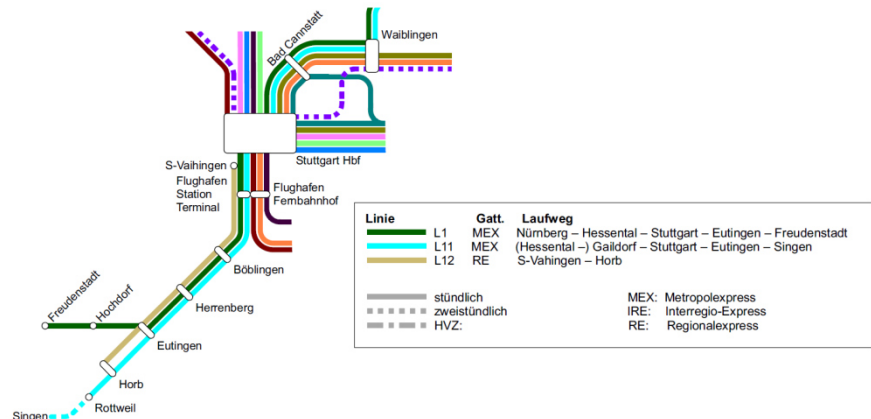 Bad Cannstatt
Waiblingen
Stuttgart Hbf
S-Vaihingen
Flughafen
Station
Terminal
Flughafen
Fernbahnhof
Böblingen
Herrenberg
Freudenstadt
Hochdorf
Eutingen
Horb
Rottweil
Singen
Linie Gatt. Laufweg
L1 MEX Nürnberg – Hessental – Stuttgart – Eutingen – Freudenstadt
L11 MEX (Hessental –) Gaildorf – Stuttgart – Eutingen – Singen
L12 RE S-Vahingen – Horb
stündlich MEX: Metropolexpress
zweistündlich IRE: Interregio-Express
HVZ: RE: Regionalexpress